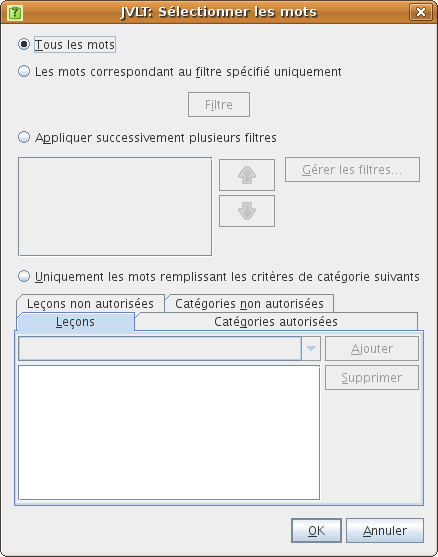 JVLT: Sélectionner les mots
Tous les mots
Les mots correspondant au filtre spécifié uniquement
Filtre
Appliquer successivement plusieurs filtres
Gérer les filtres...
Uniquement les mots remplissant les critères de catégorie suivants
Leçons non autorisées Catégories non autorisées
Leçons Catégories autorisées
Ajouter
Supprimer
OK Annuler